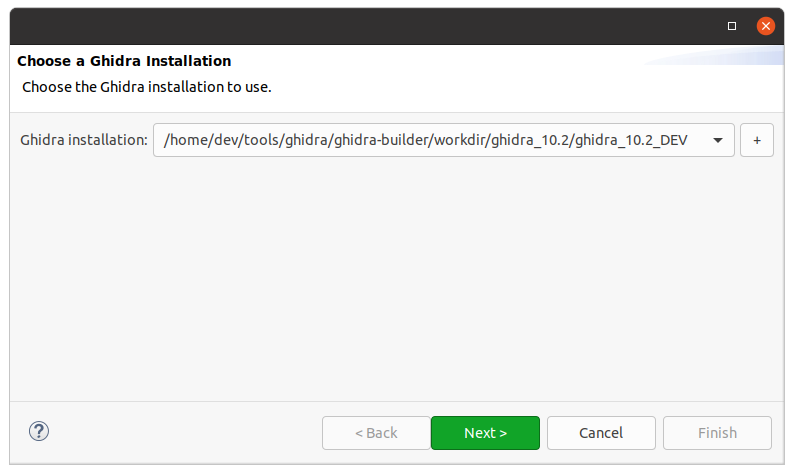 Choose a Ghidra Installation
Choose the Ghidra installation to use.
Ghidra installation: /home/dev/tools/ghidra/ghidra-builder/workdir/ghidra_10.2/ghidra_10.2_DEV +
? < Back Next > Cancel Finish